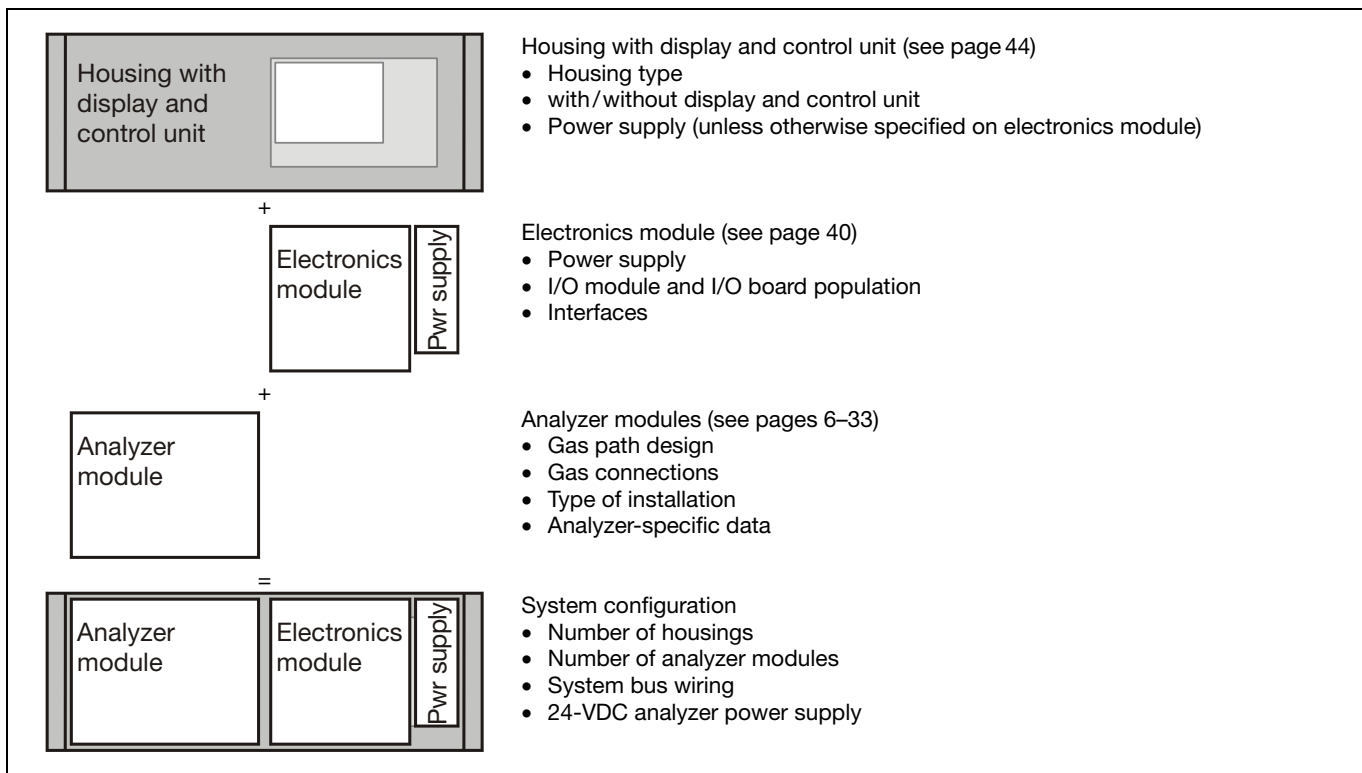 Housing with
display and
control unit
Housing with display and control unit (see page 44)
• Housing type
• with/without display and control unit
• Power supply (unless otherwise specified on electronics module)
+
Electronics
module
Pwr supply
Electronics module (see page 40)
• Power supply
• I/O module and I/O board population
• Interfaces
+
Analyzer
module
Analyzer modules (see pages 6–33)
• Gas path design
• Gas connections
• Type of installation
• Analyzer-specific data
=
Analyzer
module
Electronics
module
Pwr supply
System configuration
• Number of housings
• Number of analyzer modules
• System bus wiring
• 24-VDC analyzer power supply